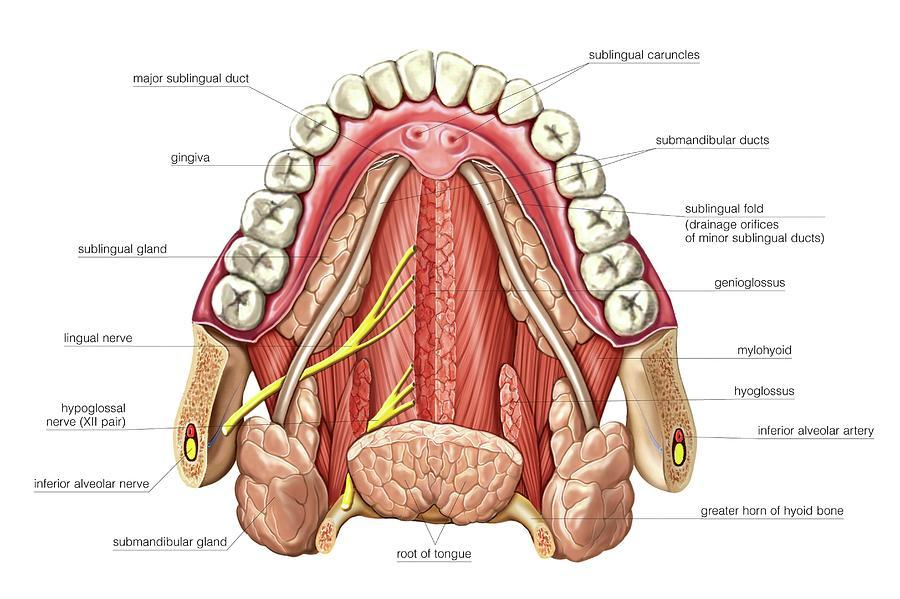 sublingual caruncles
major sublingual duct
submandibular ducts
gingiva
sublingual fold
(drainage orifices
of minor sublingual ducts)
sublingual gland
genioglossus
lingual nerve
mylohyoid
hyoglossus
hypoglossal
nerve (XII pair)
inferior alveolar artery
inferior alveolar nerve
greater horn of hyoid bone
submandibular gland
root of tongue